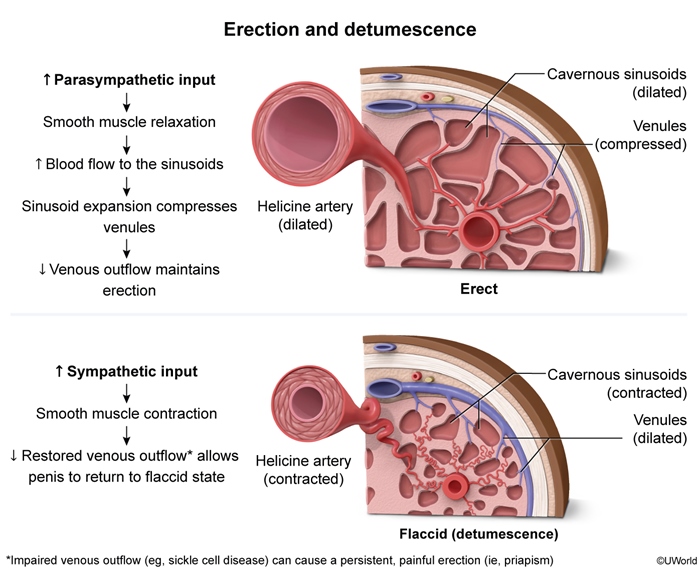 Erection and detumescence
↑ Parasympathetic input
Smooth muscle relaxation
↑ Blood flow to the sinusoids
Sinusoid expansion compresses
venules
↓ Venous outflow maintains
erection
Helicine artery
(dilated)
Cavernous sinusoids
(dilated)
Venules
(compressed)
Erect
↑ Sympathetic input
Smooth muscle contraction
↓ Restored venous outflow* allows
penis to return to flaccid state
Helicine artery
(contracted)
Cavernous sinusoids
(contracted)
Venules
(dilated)
Flaccid (detumescence)
*Impaired venous outflow (eg, sickle cell disease) can cause a persistent, painful erection (ie, priapism)
©UWorld